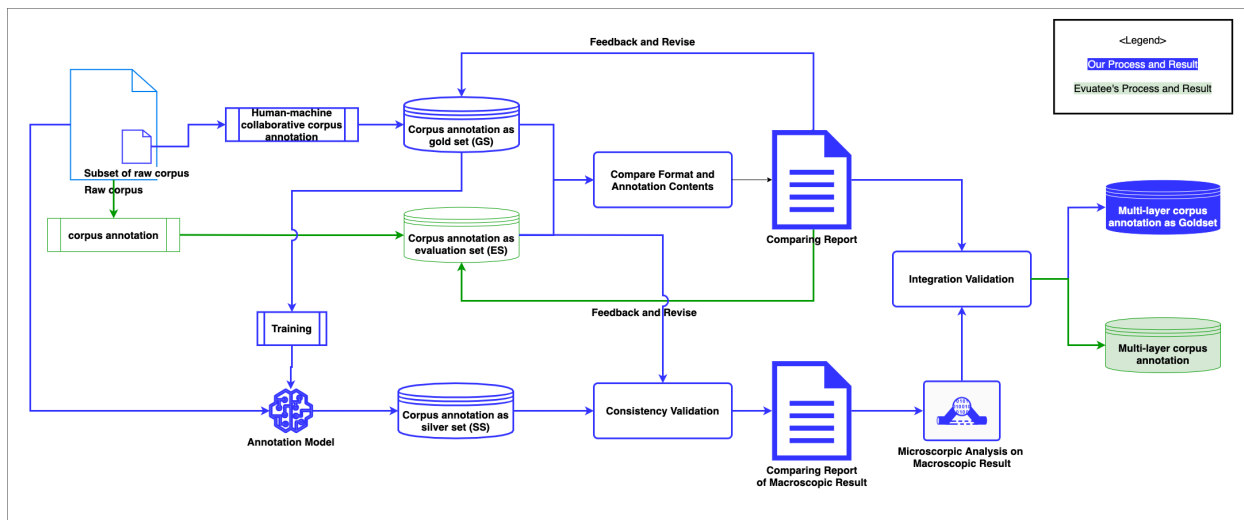 Feedback and Revise
<Legend>
Our Process and Result
Evuatee's Process and Result
Human-machine
collaborative corpus
annotation
Corpus annotation as
gold set (GS)
Subset of raw corpus
Raw corpus
Compare Format and
Annotation Contents
Comparing Report
Multi-layer corpus
annotation as Goldset
corpus annotation
Corpus annotation as
evaluation set (ES)
Integration Validation
Feedback and Revise
Training
Multi-layer corpus
annotation
Annotation Model
Corpus annotation as
silver set (SS)
Consistency Validation
Comparing Report
of Macroscopic Result
Microscorpic Analysis on
Macroscopic Result